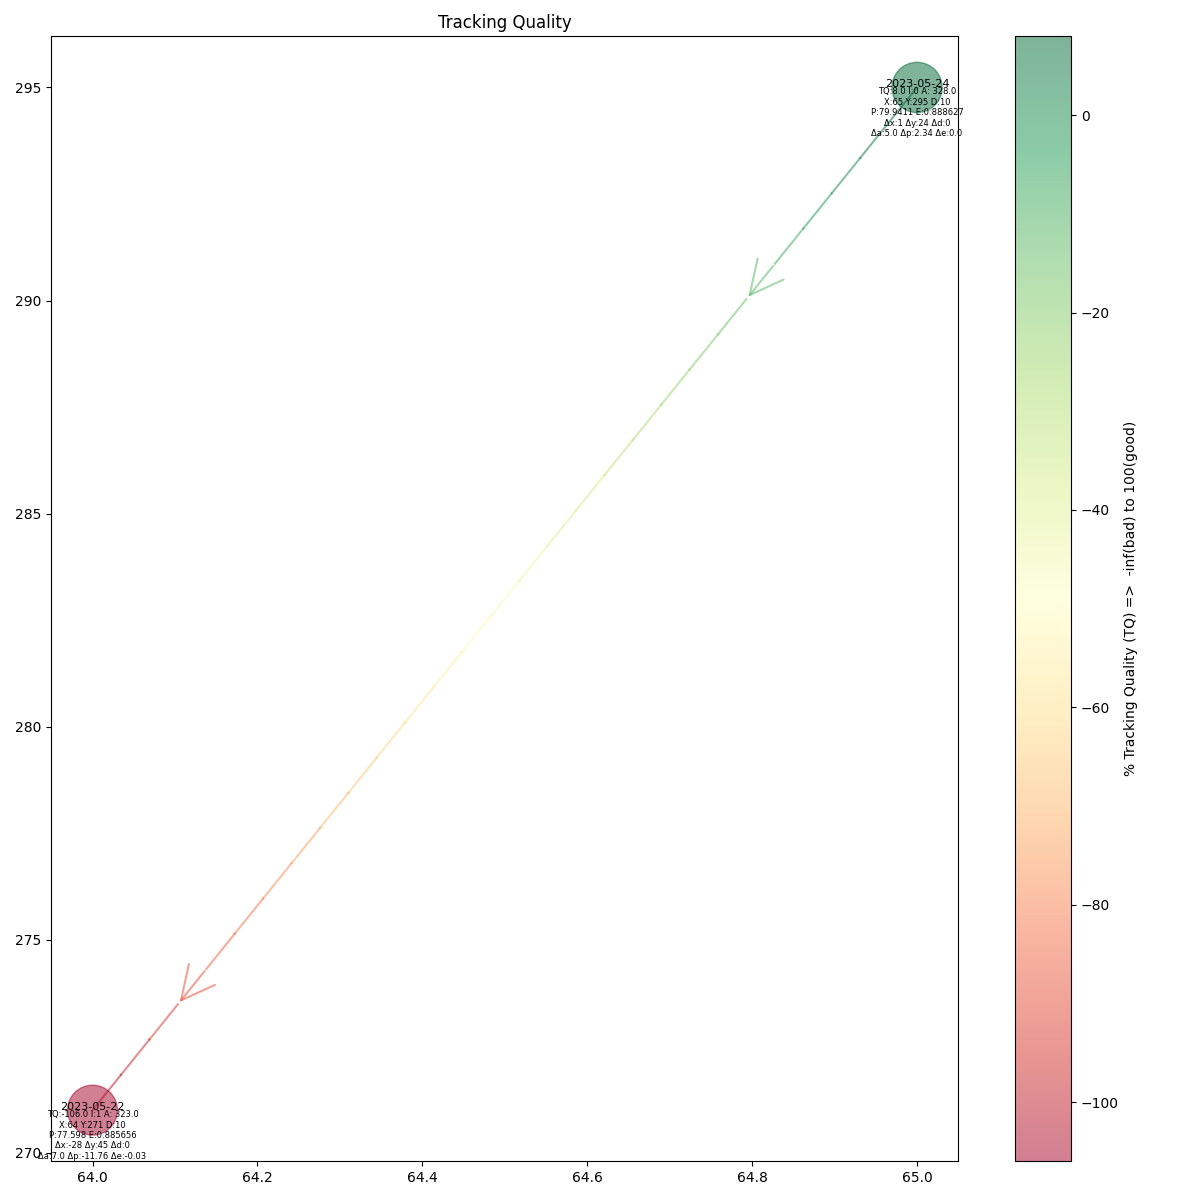 Tracking Quality
295
290
285
280
275
270
64.0
64.2
64.4
64.6
64.8
65.0
2023-05-24
TQ:8.0 I:0 A: 328.0
X:65 Y:295 D:10
P:79.9411 E:0.888627
Δx:1 Δy:24 Δd:0
Δa:5.0 Δp:2.34 Δe:0.0
2023-05-22
TQ:-106.0 I:1 A: 323.0
X:64 Y:271 D:10
P:77.598 E:0.885656
Δx:-28 Δy:45 Δd:0
Δa:7.0 Δp:-11.76 Δe:-0.03
0
−20
−40
−60
−80
−100
% Tracking Quality (TQ) => -inf(bad) to 100(good)